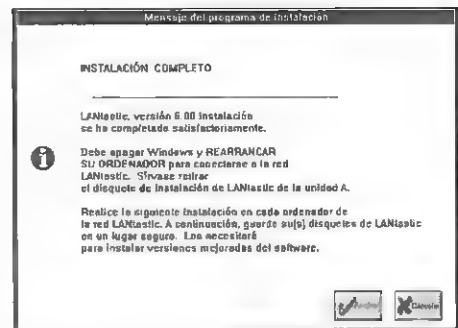 Mensaje del programa de instalación
INSTALACIÓN COMPLETO
LANtastic, versión 6.00 instalación
se ha completado satisfactoriamente.
Debe apagar Windows y REARRANCAR
SU ORDENADOR para conectarse a la red
LANtastic. Sírvase retirar
el disquete de instalación de LANtastic de la unidad A.
Realice la siguiente instalación en cada ordenador de
la red LANtastic. A continuación, guarde su(s) disquetes de LANtastic
en un lugar seguro. Los necesitará
para instalar versiones mejoradas del software.
Cancela